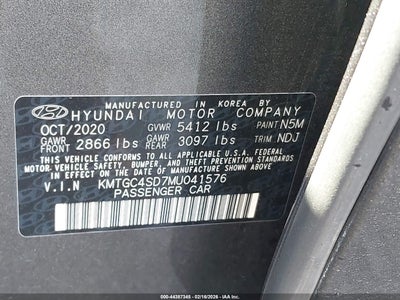 MANUFACTURED IN KOREA BY
HYUNDAI MOTOR COMPANY
OCT/2020 GVWR 5412 lbs PAINT N5M
GAWR FRONT 2866 lbs GAWR REAR 3097 lbs TRIM NDJ
THIS VEHICLE CONFORMS TO ALL APPLICABLE U.S. FEDERAL
MOTOR VEHICLE SAFETY, BUMPER, AND THEFT PREVENTION STANDARDS
IN EFFECT ON THE DATE OF MANUFACTURE SHOWN ABOVE.
V.I.N KMTGC4SD7MU041576
PASSENGER CAR
000-44387345 - 02/18/2026 - IAA, Inc.